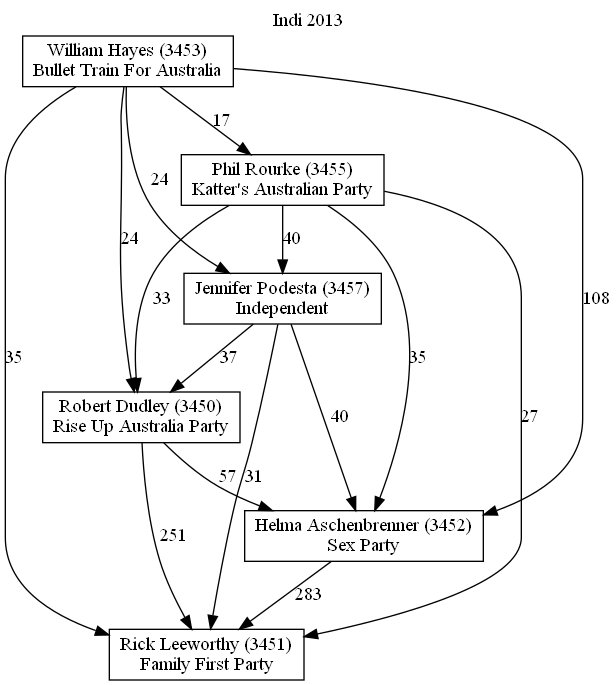 Indi 2013
William Hayes (3453)
Bullet Train For Australia
17
Phil Rourke (3455)
Katter's Australian Party
24
24
33
40
108
Jennifer Podesta (3457)
Independent
35
37
35
27
Robert Dudley (3450)
Rise Up Australia Party
40
57
31
Helma Aschenbrenner (3452)
Sex Party
251
283
Rick Leeworthy (3451)
Family First Party